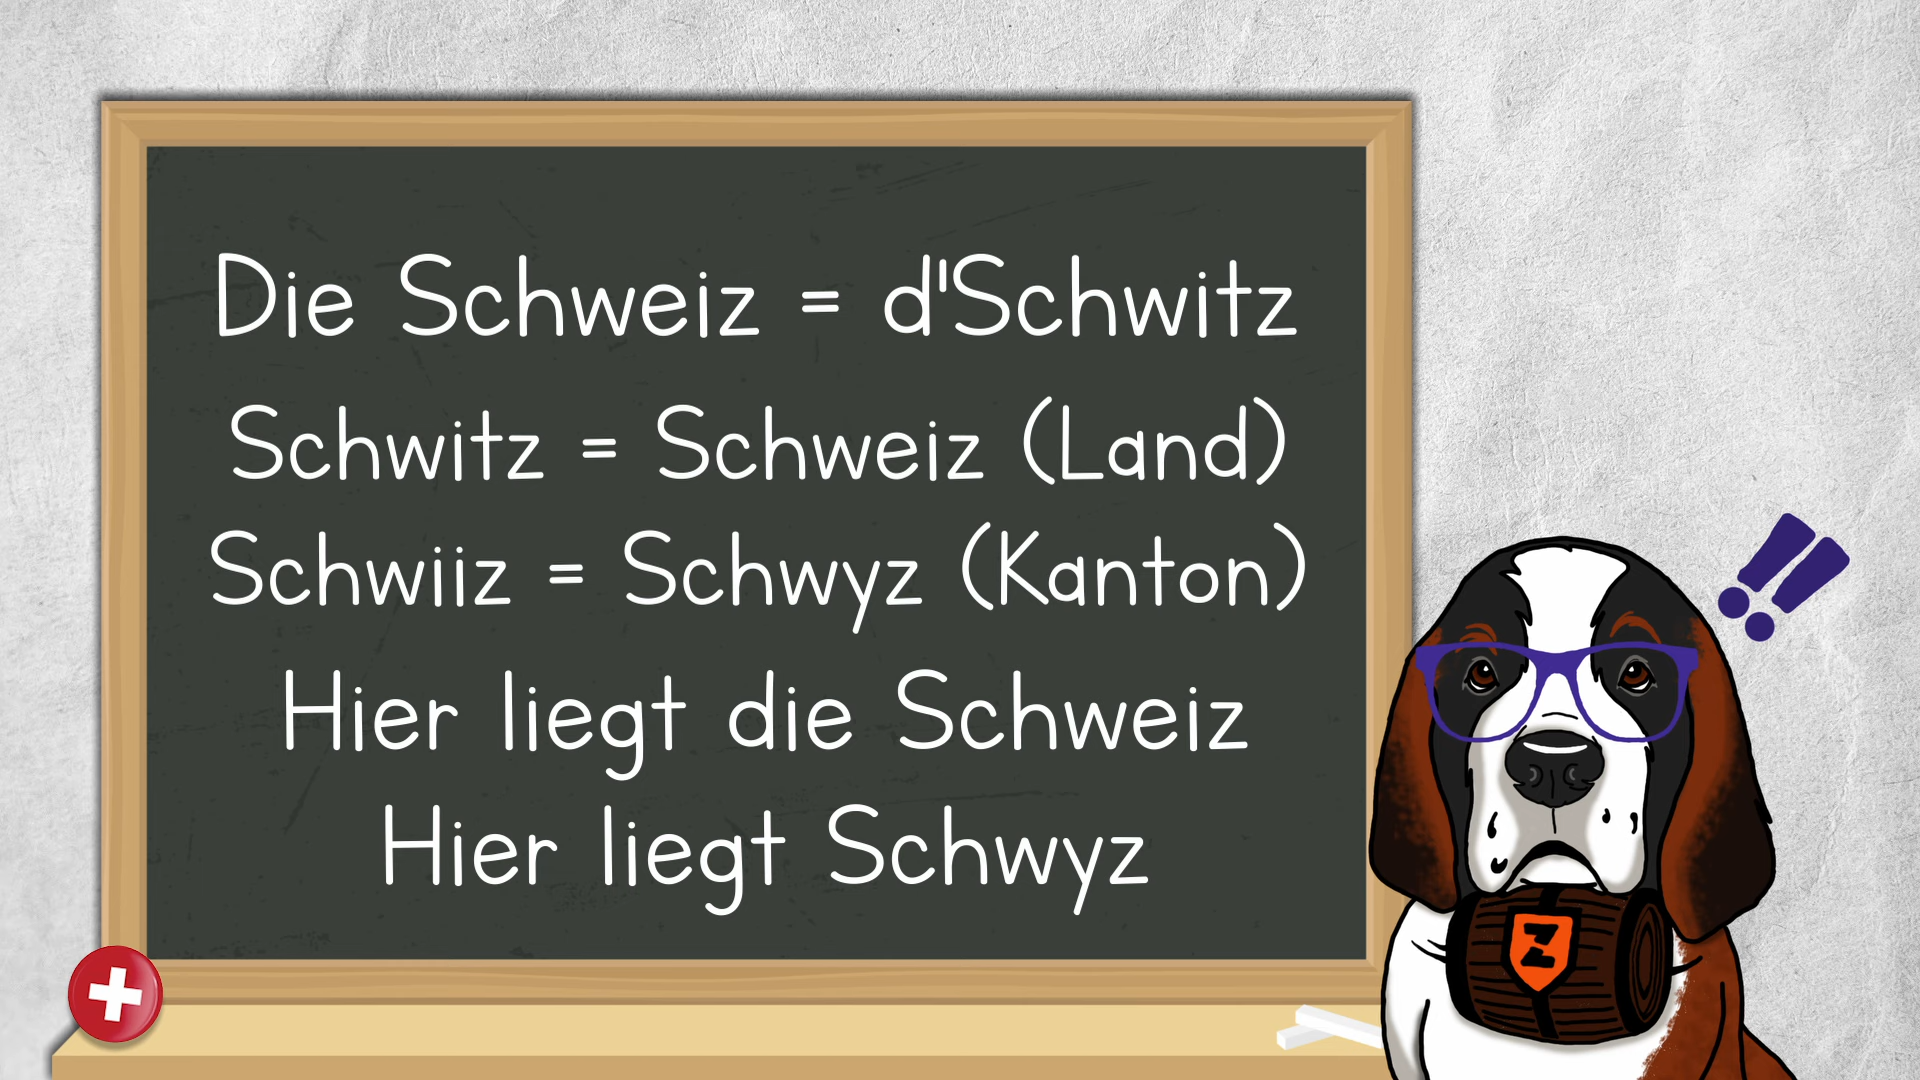 Die Schweiz = d'Schwitz
Schwitz = Schweiz (Land)
Schwiiz = Schwyz (Kanton)
Hier liegt die Schweiz
Hier liegt Schwyz
!!
Z